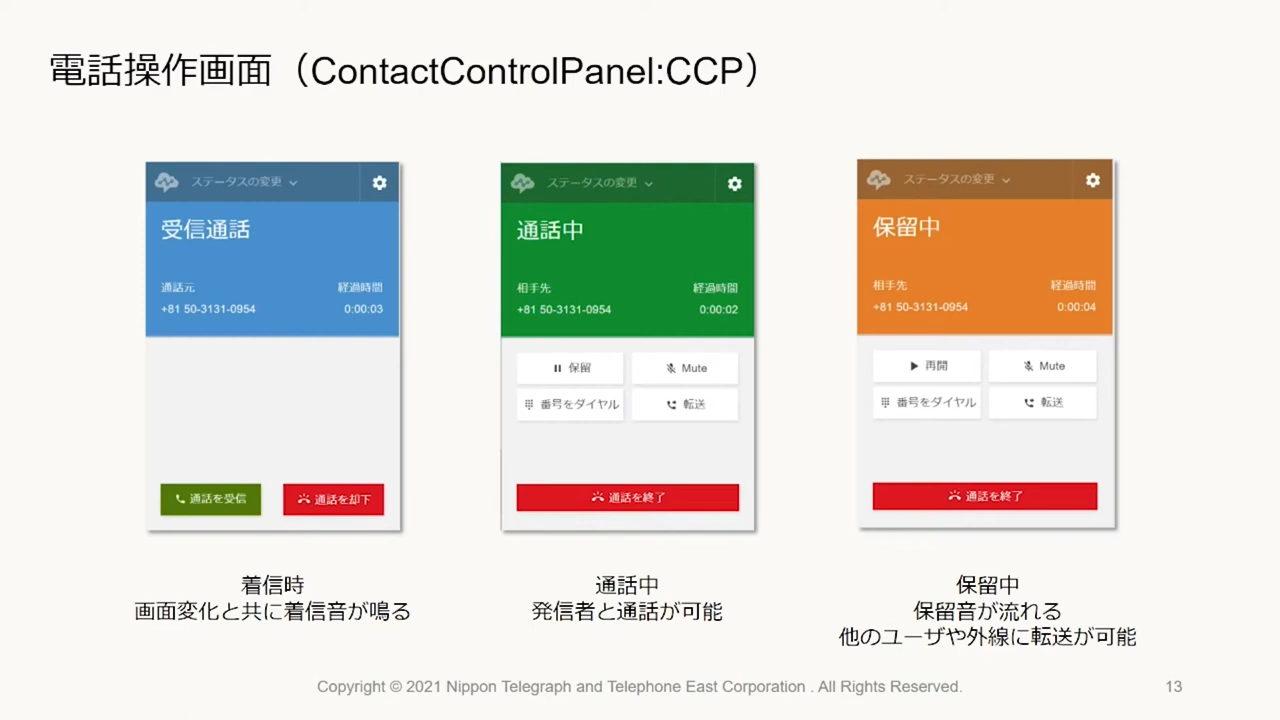 電話操作画面（ContactControlPanel:CCP）
ステータスの変更
受信通話
通話元 経過時間
+81 50-3131-0954 0:00:03
通話を受信 通話を却下
着信時
画面変化と共に着信音が鳴る
ステータスの変更
通話中
相手先 経過時間
+81 50-3131-0954 0:00:02
保留 Mute
番号をダイヤル 転送
通話を終了
通話中
発信者と通話が可能
ステータスの変更
保留中
相手先 経過時間
+81 50-3131-0954 0:00:04
再開 Mute
番号をダイヤル 転送
通話を終了
保留中
保留音が流れる
他のユーザや外線に転送が可能
Copyright © 2021 Nippon Telegraph and Telephone East Corporation . All Rights Reserved.
13